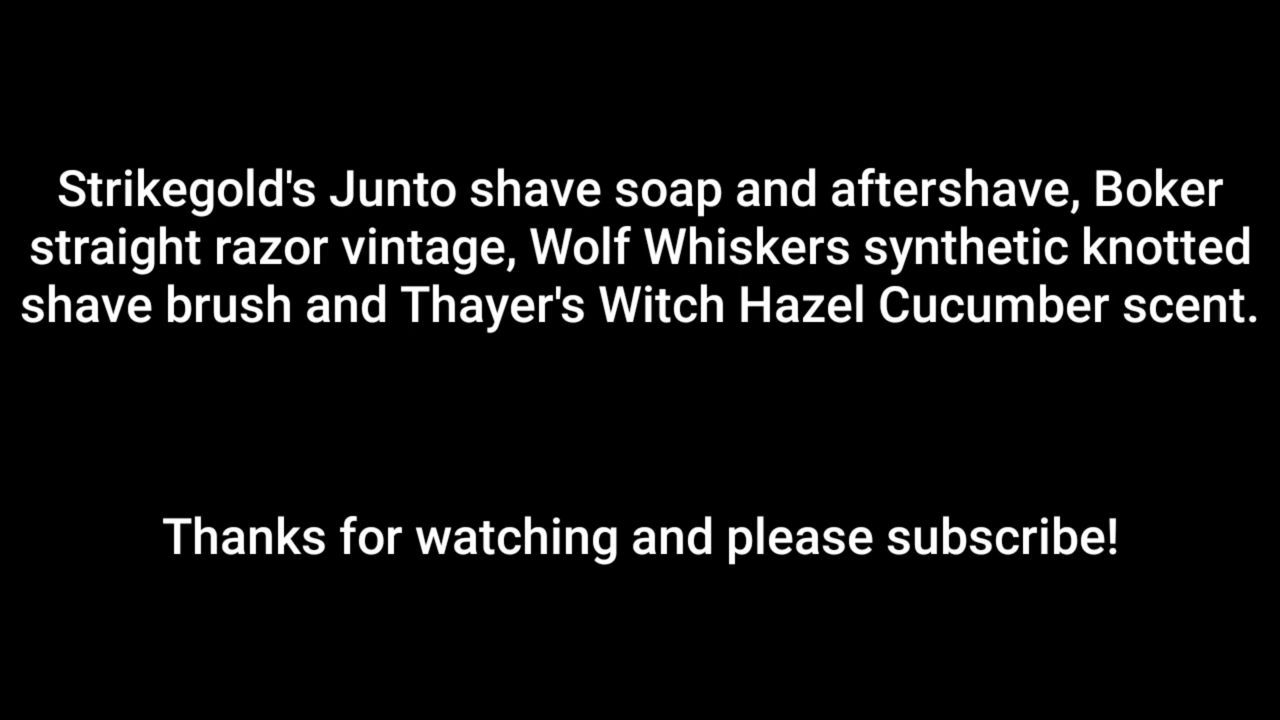 Strikegold's Junto shave soap and aftershave, Boker
straight razor vintage, Wolf Whiskers synthetic knotted
shave brush and Thayer's Witch Hazel Cucumber scent.
Thanks for watching and please subscribe!